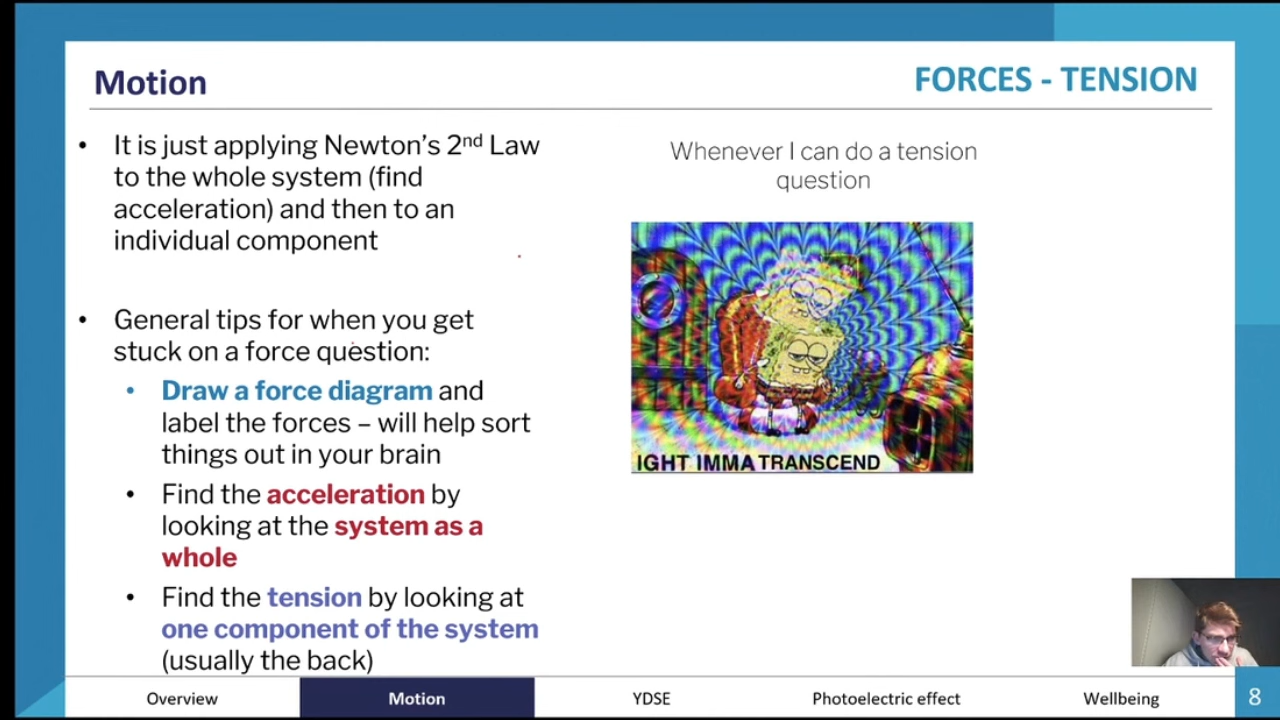 Motion
FORCES - TENSION
• It is just applying Newton's 2nd Law
to the whole system (find
acceleration) and then to an
individual component
• General tips for when you get
stuck on a force question:
• Draw a force diagram and
label the forces – will help sort
things out in your brain
• Find the acceleration by
looking at the system as a
whole
• Find the tension by looking at
one component of the system
(usually the back)
Whenever I can do a tension
question
IGHT IMMA TRANSCEND
Overview
Motion
YDSE
Photoelectric effect
Wellbeing
8